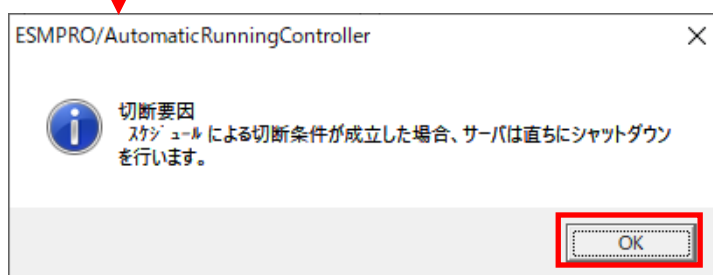 ESMPRO/AutomaticRunningController
切断要因
ｽｹｼﾞｭｰﾙ による切断条件が成立した場合、サーバは直ちにシャットダウン
を行います。
OK